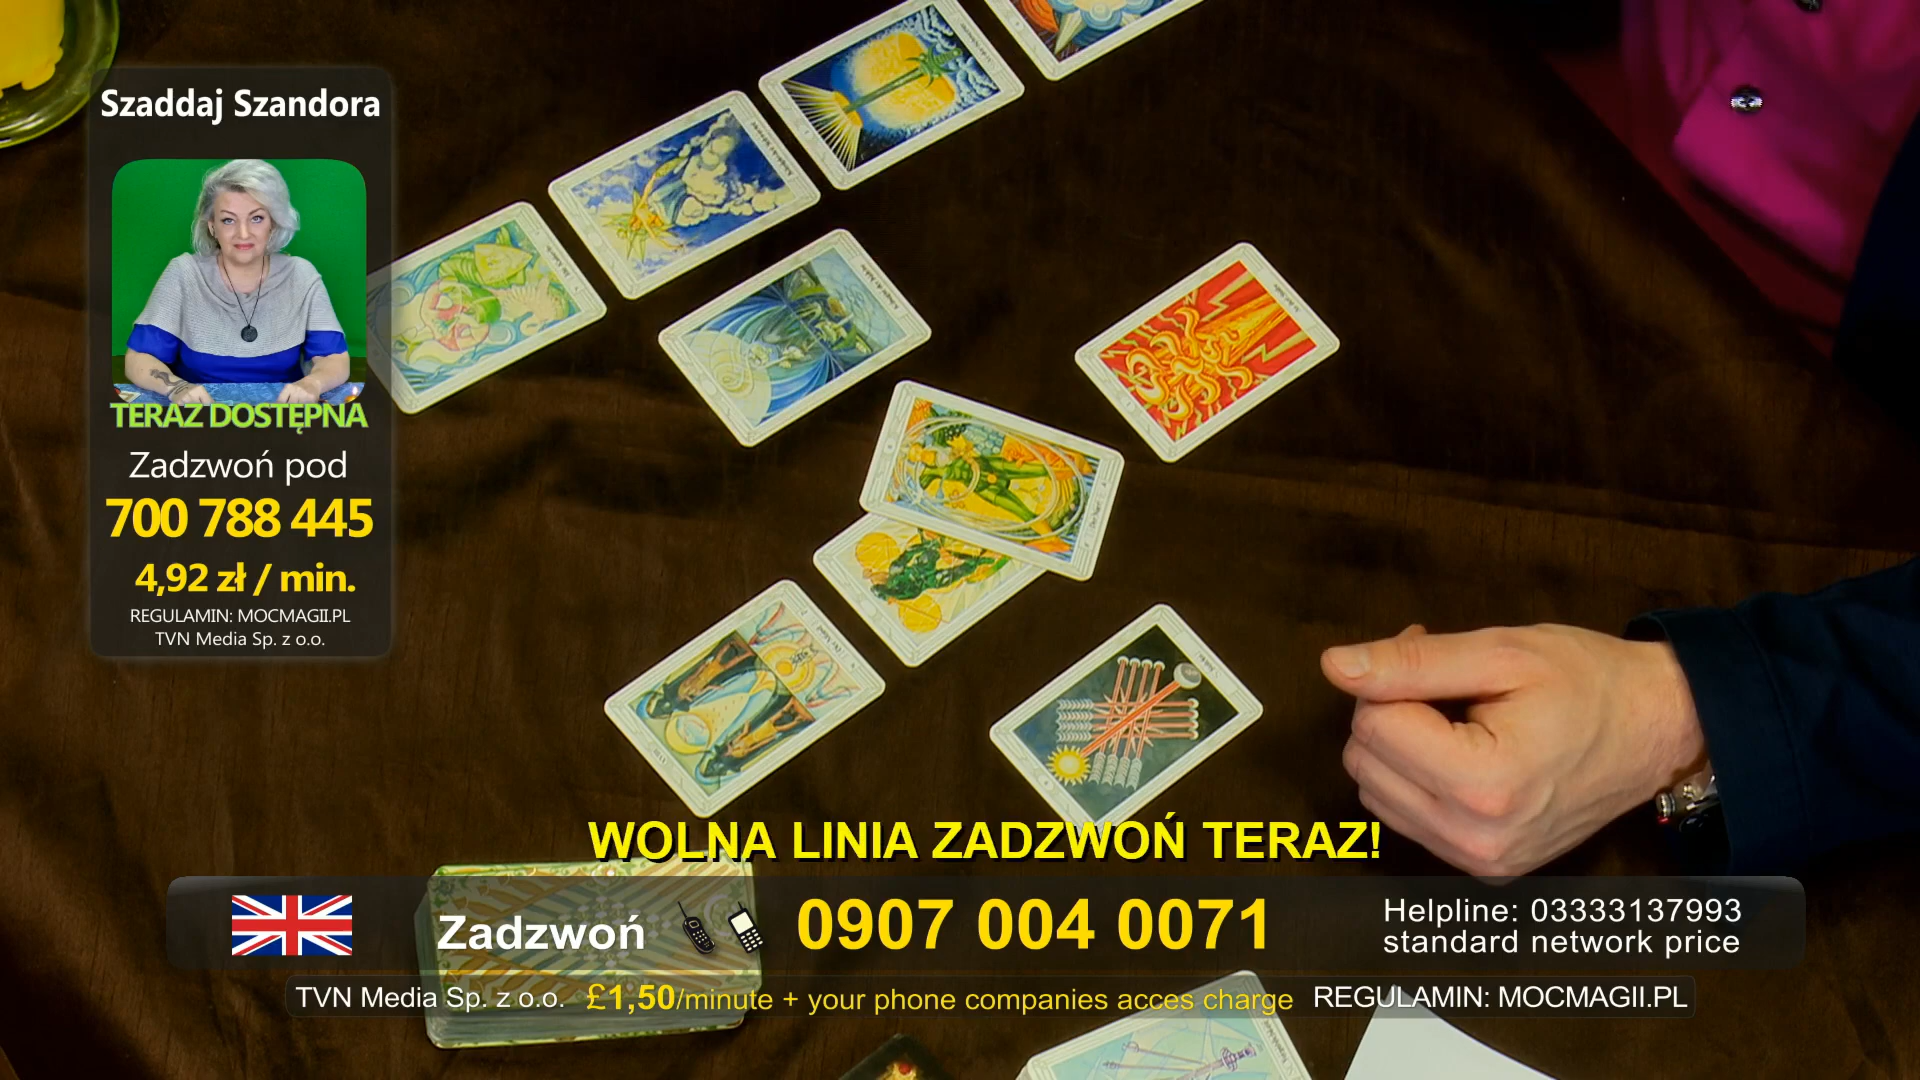 Szaddaj Szandora
TERAZ DOSTĘPNA
Zadzwoń pod
700 788 445
4,92 zł / min.
REGULAMIN: MOCMAGII.PL
TVN Media Sp. z o.o.
WOLNA LINIA ZADZWOŃ TERAZ!
Zadzwoń
0907 004 0071
Helpline: 03333137993
standard network price
TVN Media Sp. z o.o.
£1,50/minute + your phone companies acces charge
REGULAMIN: MOCMAGII.PL